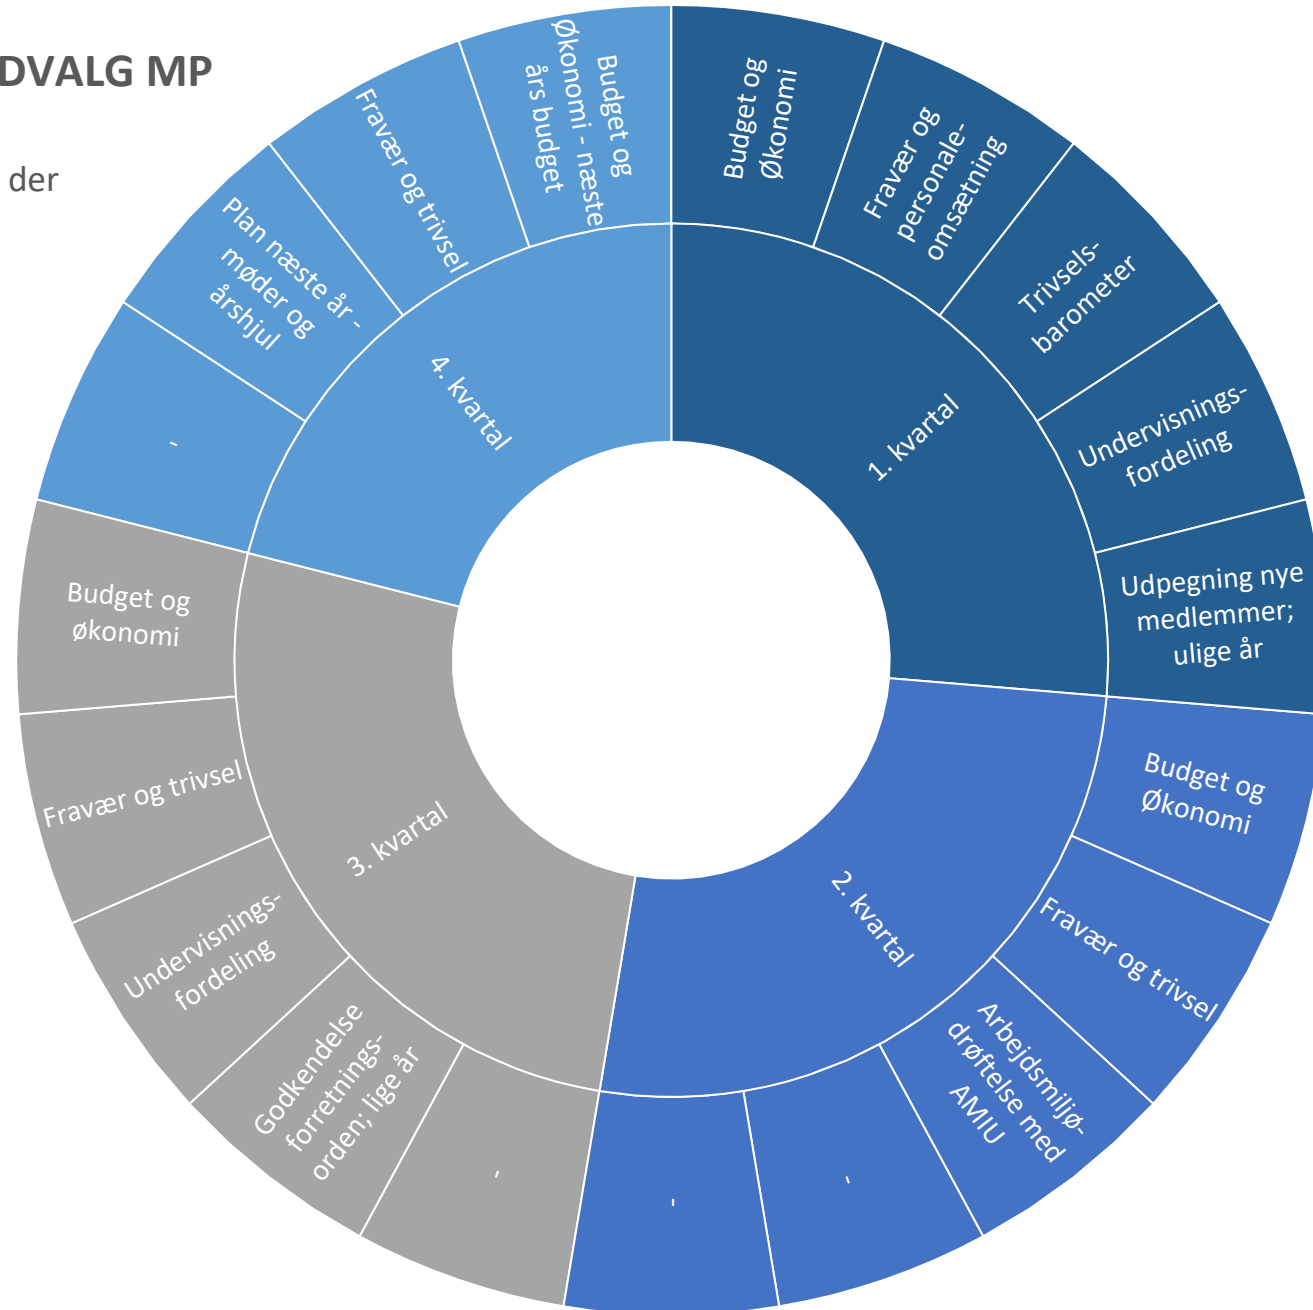 DVALG MP
der
Budget og
Økonomi
Fravær og
personale-
omsætning
Trivsels-
barometer
Undervisnings-
fordeling
Udpegning nye
medlemmer;
ulige år
1. kvartal
Budget og
Økonomi
Fravær og trivsel
Arbejdsmiljø-
drøftelse med
AMIU
-
-
2. kvartal
-
Godkendelse
forretnings-
orden; lige år
Undervisnings-
fordeling
Fravær og trivsel
Budget og
økonomi
3. kvartal
-
Plan næste år -
møder og
årshjul
Fravær og trivsel
Budget og
Økonomi - næste
års budget
4. kvartal